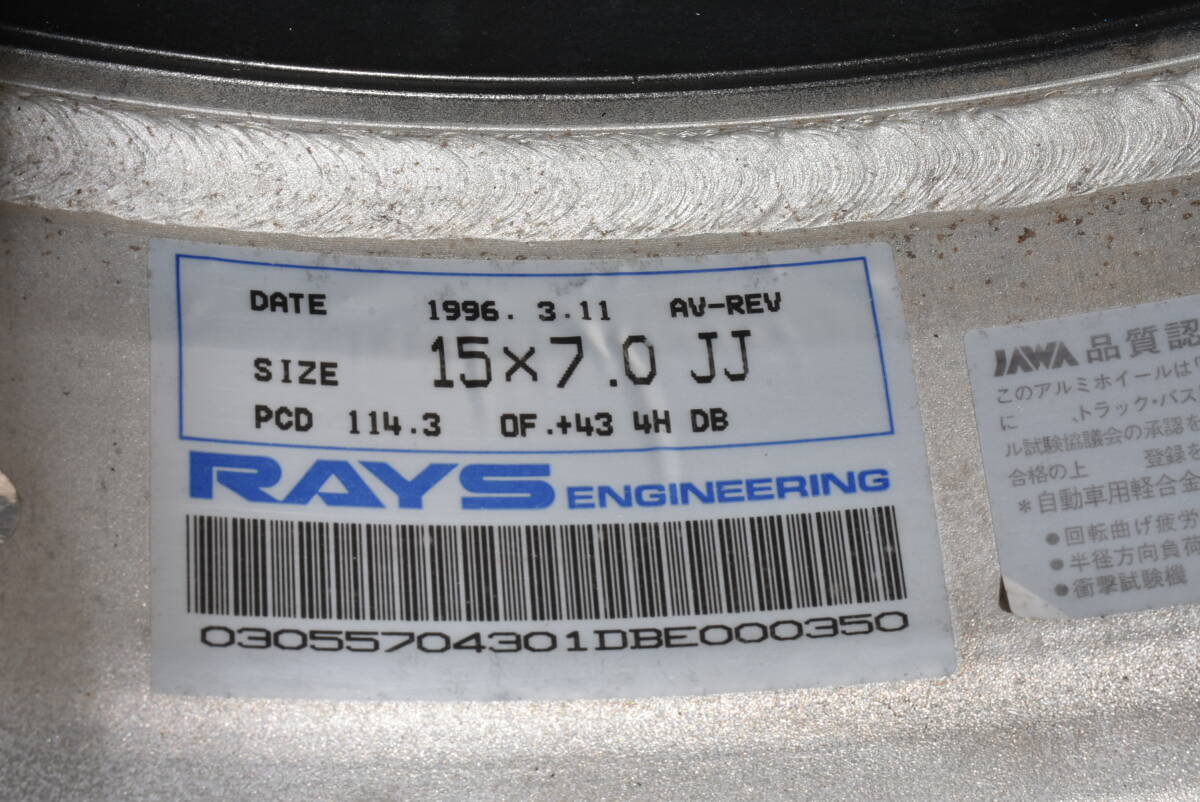 DATE 1996. 3.11 AV-REV
SIZE 15×7.0 JJ
PCD 114.3 OF.+43 4H DB
RAYS ENGINEERING
03055704301DBE000350
JAWA 品質認
このアルミホイールは
に 、トラック・バス
ル試験協議会の承認を
合格の上 登録を
*自動車用軽合金
●回転曲げ疲労
●半径方向負荷
●衝撃試験機